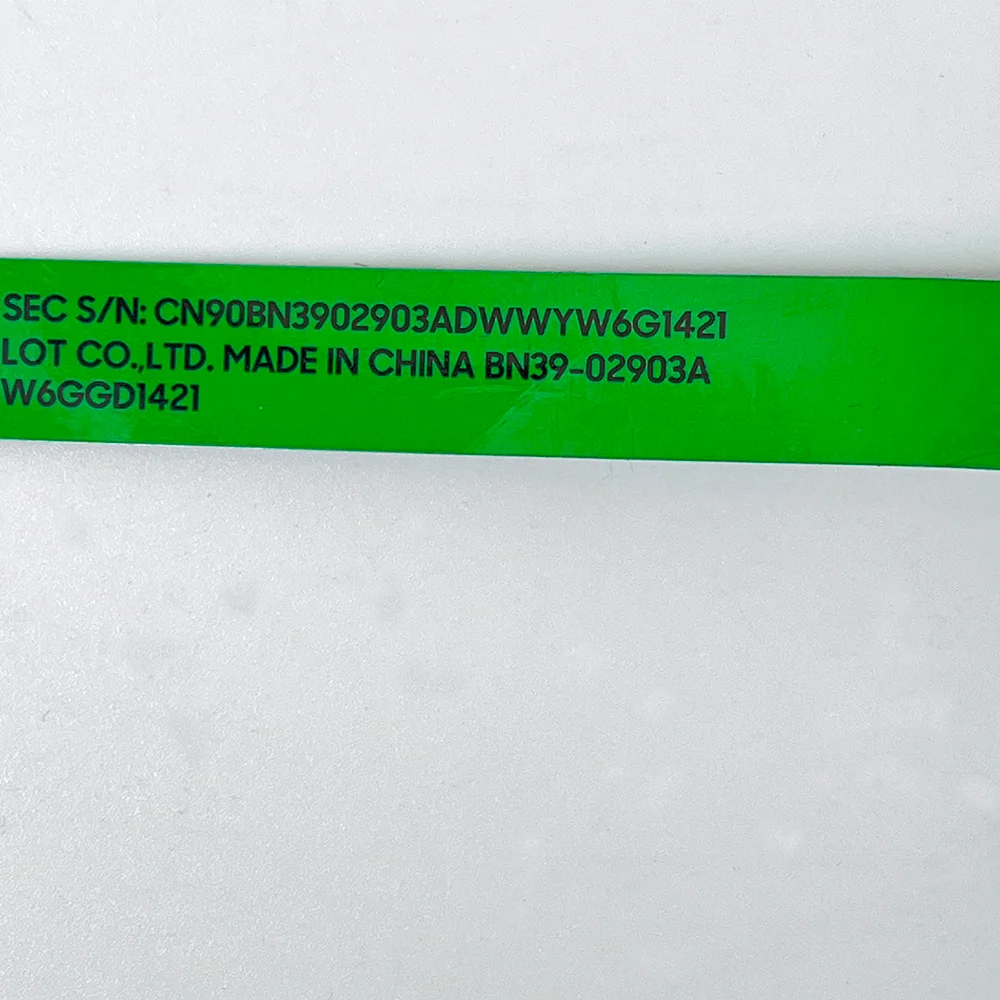 SEC S/N: CN90BN3902903ADWWYW6G1421
LOT CO.,LTD. MADE IN CHINA BN39-02903A
W6GGD1421